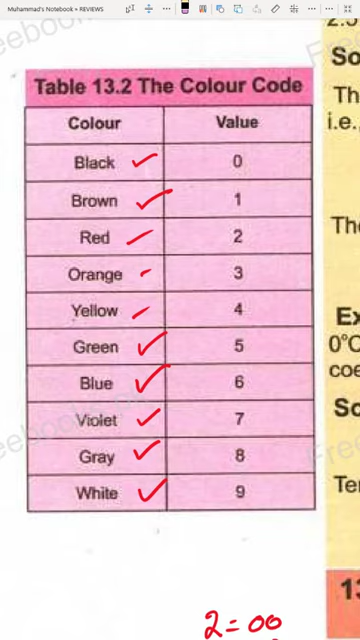 Muhammad's Notebook » REVIEWS
2.5
So
Table 13.2 The Colour Code
Th
i.e.,
Colour Value
Black 0
Brown 1
Red 2
The
Orange 3
Yellow 4
Ex
Green 5
0°C
coe
Blue 6
So
Violet 7
Gray 8
Ter
White 9
13
2 = 00